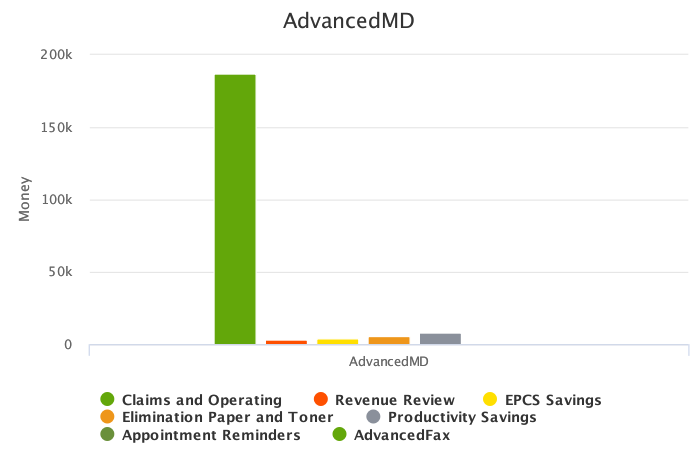 AdvancedMD
200k
150k
100k
50k
0
Money
AdvancedMD
Claims and Operating Revenue Review EPCS Savings
Elimination Paper and Toner Productivity Savings
Appointment Reminders AdvancedFax